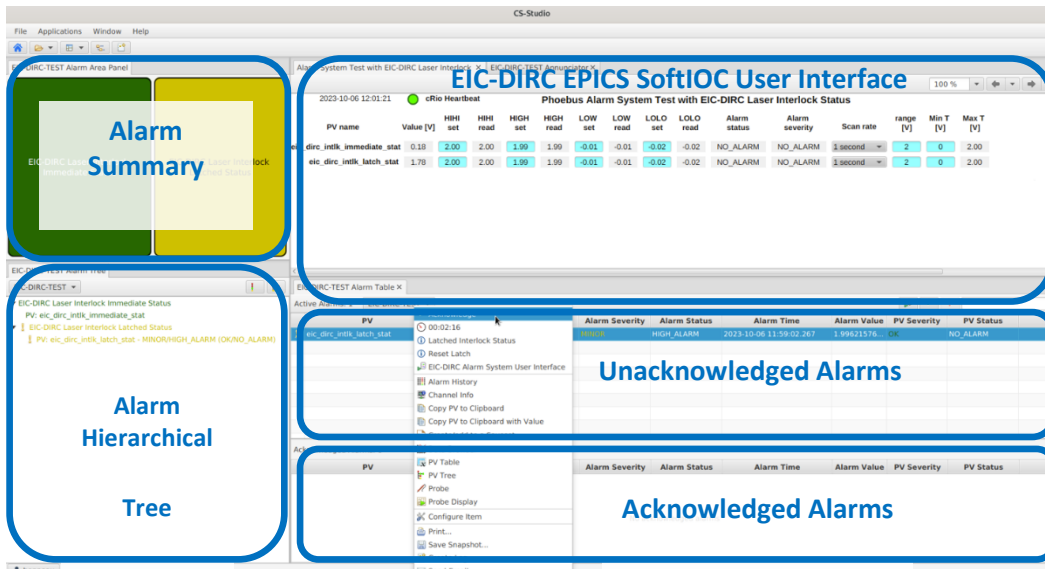 CS-Studio
File Applications Window Help
EIC-DIRC-TEST Alarm Area Panel
Alarm System Test with EIC-DIRC Laser Interlock × EIC-DIRC-TEST Annunciator ×
EIC-DIRC EPICS SoftIOC User Interface
100 %
2023-10-06 12:01:21 cRio Heartbeat Phoebus Alarm System Test with EIC-DIRC Laser Interlock Status
PV name Value [V] HIHI set HIHI read HIGH set HIGH read LOW set LOW read LOLO set LOLO read Alarm status Alarm severity Scan rate range [V] Min T [V] Max T [V]
dirc_intlk_immediate_stat 0.18 2.00 2.00 1.99 1.99 -0.01 -0.01 -0.02 -0.02 NO_ALARM NO_ALARM 1 second 2 0 2.00
eic_dirc_intlk_latch_stat 1.78 2.00 2.00 1.99 1.99 -0.01 -0.01 -0.02 -0.02 NO_ALARM NO_ALARM 1 second 2 0 2.00
Alarm
Summary
EIC-DIRC-TEST Alarm Tree
EIC-DIRC-TEST
EIC-DIRC Laser Interlock Immediate Status
PV: eic_dirc_intlk_immediate_stat
EIC-DIRC Laser Interlock Latched Status
PV: eic_dirc_intlk_latch_stat - MINOR/HIGH_ALARM (OK/NO_ALARM)
Alarm
Hierarchical
Tree
EIC-DIRC-TEST Alarm Table ×
PV Alarm Severity Alarm Status Alarm Time Alarm Value PV Severity PV Status
eic_dirc_intlk_latch_stat MINOR HIGH_ALARM 2023-10-06 11:59:02.267 1.99621576... OK NO_ALARM
Unacknowledged Alarms
00:02:16
Latched Interlock Status
Reset Latch
EIC-DIRC Alarm System User Interface
Alarm History
Channel Info
Copy PV to Clipboard
Copy PV to Clipboard with Value
PV Table
PV Tree
Probe
Probe Display
Configure Item
Print...
Save Snapshot...
PV Alarm Severity Alarm Status Alarm Time Alarm Value PV Severity PV Status
Acknowledged Alarms